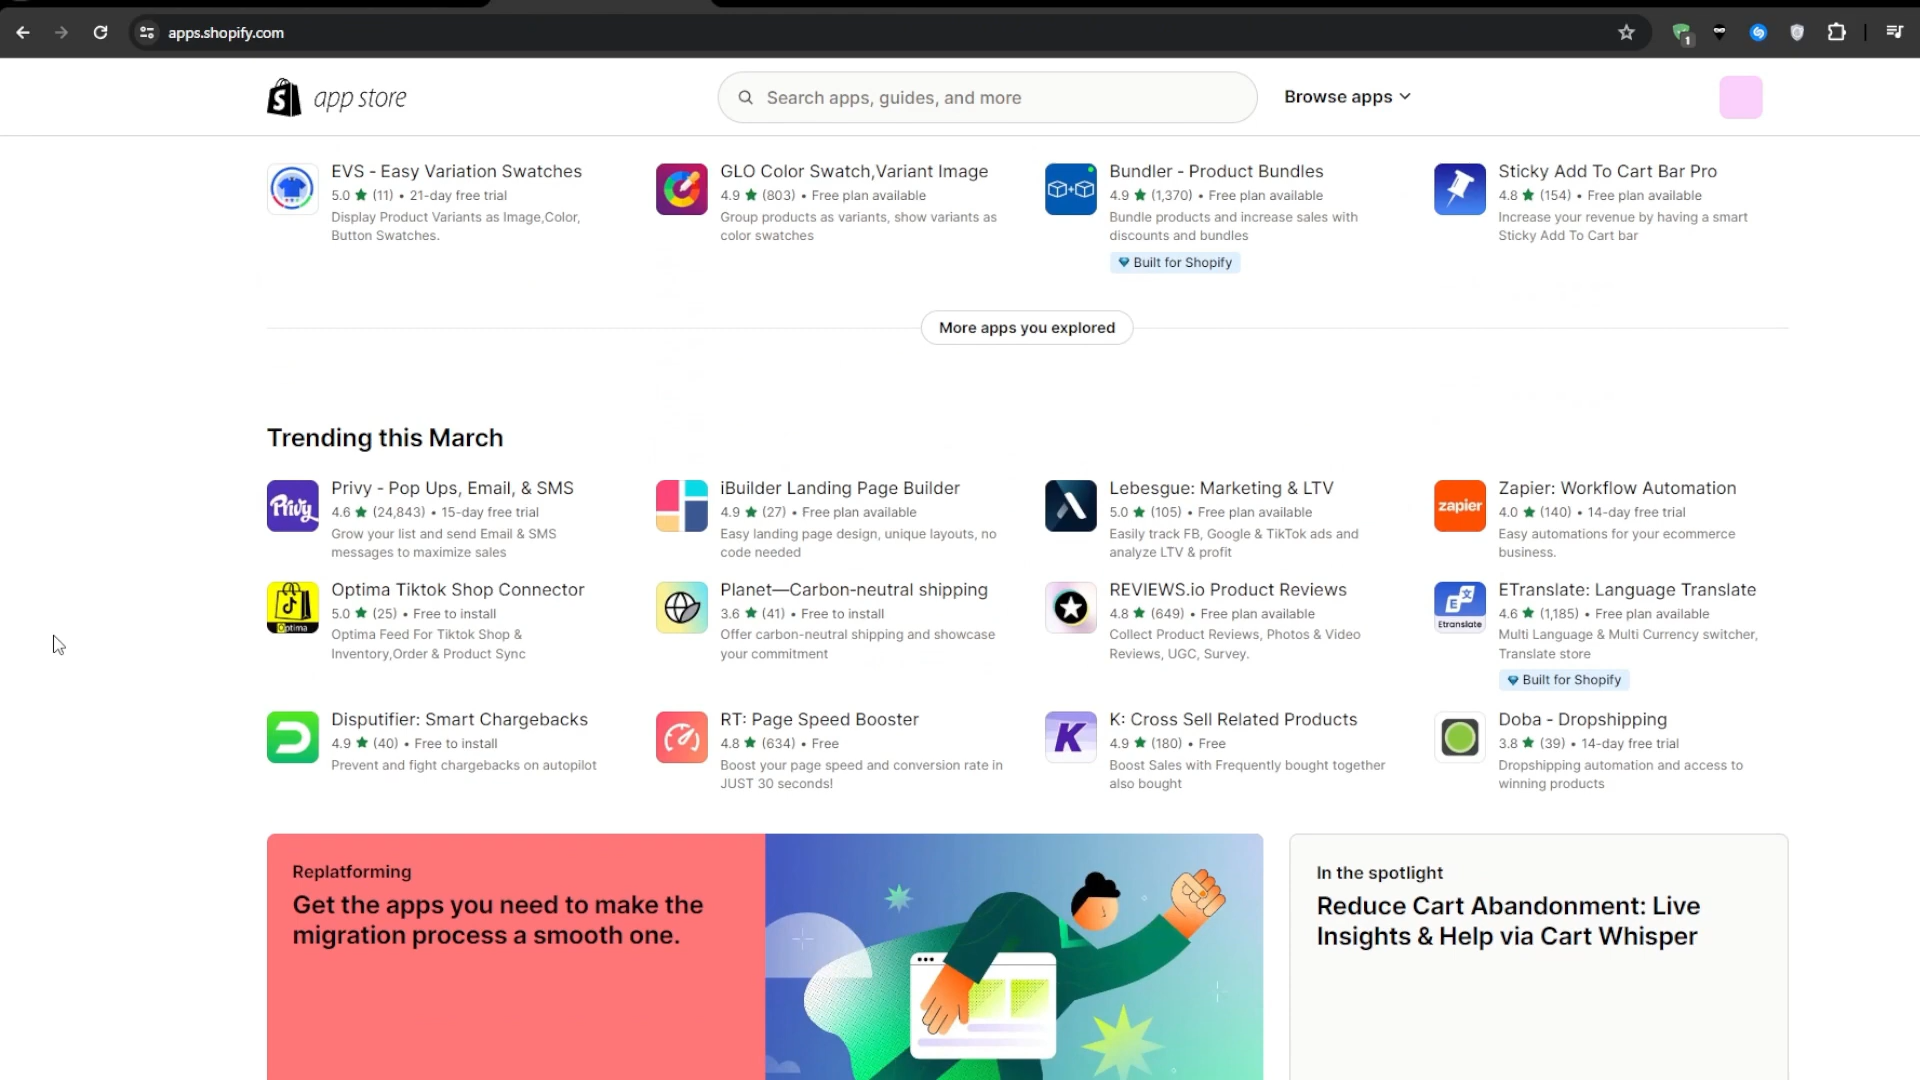 apps.shopify.com
1
app store
Search apps, guides, and more
Browse apps
EVS - Easy Variation Swatches
5.0 ★ (11) • 21-day free trial
Display Product Variants as Image,Color,
Button Swatches.
GLO Color Swatch,Variant Image
4.9 ★ (803) • Free plan available
Group products as variants, show variants as
color swatches
Bundler - Product Bundles
4.9 ★ (1,370) • Free plan available
Bundle products and increase sales with
discounts and bundles
Built for Shopify
Sticky Add To Cart Bar Pro
4.8 ★ (154) • Free plan available
Increase your revenue by having a smart
Sticky Add To Cart bar
More apps you explored
Trending this March
Privy
Privy - Pop Ups, Email, & SMS
4.6 ★ (24,843) • 15-day free trial
Grow your list and send Email & SMS
messages to maximize sales
iBuilder Landing Page Builder
4.9 ★ (27) • Free plan available
Easy landing page design, unique layouts, no
code needed
Lebesgue: Marketing & LTV
5.0 ★ (105) • Free plan available
Easily track FB, Google & TikTok ads and
analyze LTV & profit
zapier
Zapier: Workflow Automation
4.0 ★ (140) • 14-day free trial
Easy automations for your ecommerce
business.
Optima
Optima Tiktok Shop Connector
5.0 ★ (25) • Free to install
Optima Feed For Tiktok Shop &
Inventory,Order & Product Sync
Planet—Carbon-neutral shipping
3.6 ★ (41) • Free to install
Offer carbon-neutral shipping and showcase
your commitment
REVIEWS.io Product Reviews
4.8 ★ (649) • Free plan available
Collect Product Reviews, Photos & Video
Reviews, UGC, Survey.
Etranslate
ETranslate: Language Translate
4.6 ★ (1,185) • Free plan available
Multi Language & Multi Currency switcher,
Translate store
Built for Shopify
Disputifier: Smart Chargebacks
4.9 ★ (40) • Free to install
Prevent and fight chargebacks on autopilot
RT: Page Speed Booster
4.8 ★ (634) • Free
Boost your page speed and conversion rate in
JUST 30 seconds!
K
K: Cross Sell Related Products
4.9 ★ (180) • Free
Boost Sales with Frequently bought together
also bought
Doba - Dropshipping
3.8 ★ (39) • 14-day free trial
Dropshipping automation and access to
winning products
Replatforming
Get the apps you need to make the
migration process a smooth one.
In the spotlight
Reduce Cart Abandonment: Live
Insights & Help via Cart Whisper